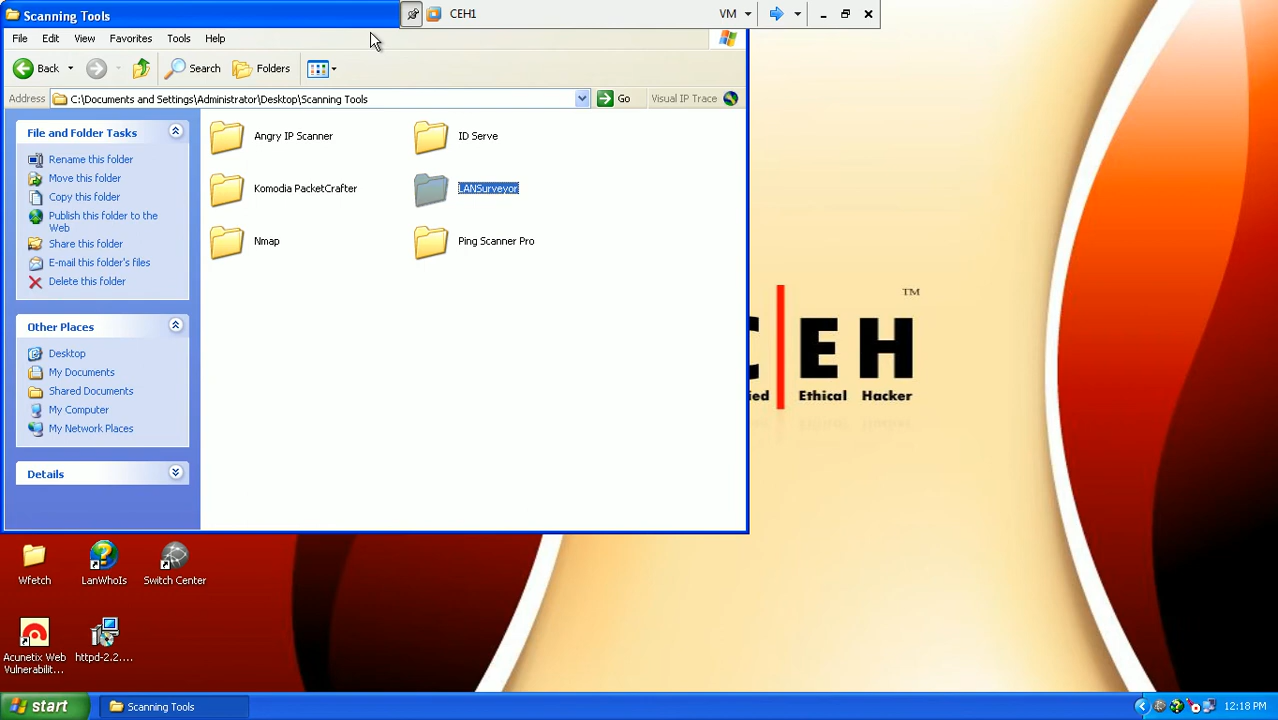 Scanning Tools
CEH1
VM
File Edit View Favorites Tools Help
Back
Search
Folders
Address
C:\Documents and Settings\Administrator\Desktop\Scanning Tools
Go
Visual IP Trace
File and Folder Tasks
Rename this folder
Move this folder
Copy this folder
Publish this folder to the
Web
Share this folder
E-mail this folder's files
Delete this folder
Other Places
Desktop
My Documents
Shared Documents
My Computer
My Network Places
Details
Angry IP Scanner
ID Serve
Komodia PacketCrafter
LANSurveyor
Nmap
Ping Scanner Pro
TM
C|EH
ied Ethical Hacker
Wfetch
LanWhoIs
Switch Center
Acunetix Web
Vulnerabilit...
httpd-2.2....
start
Scanning Tools
12:18 PM